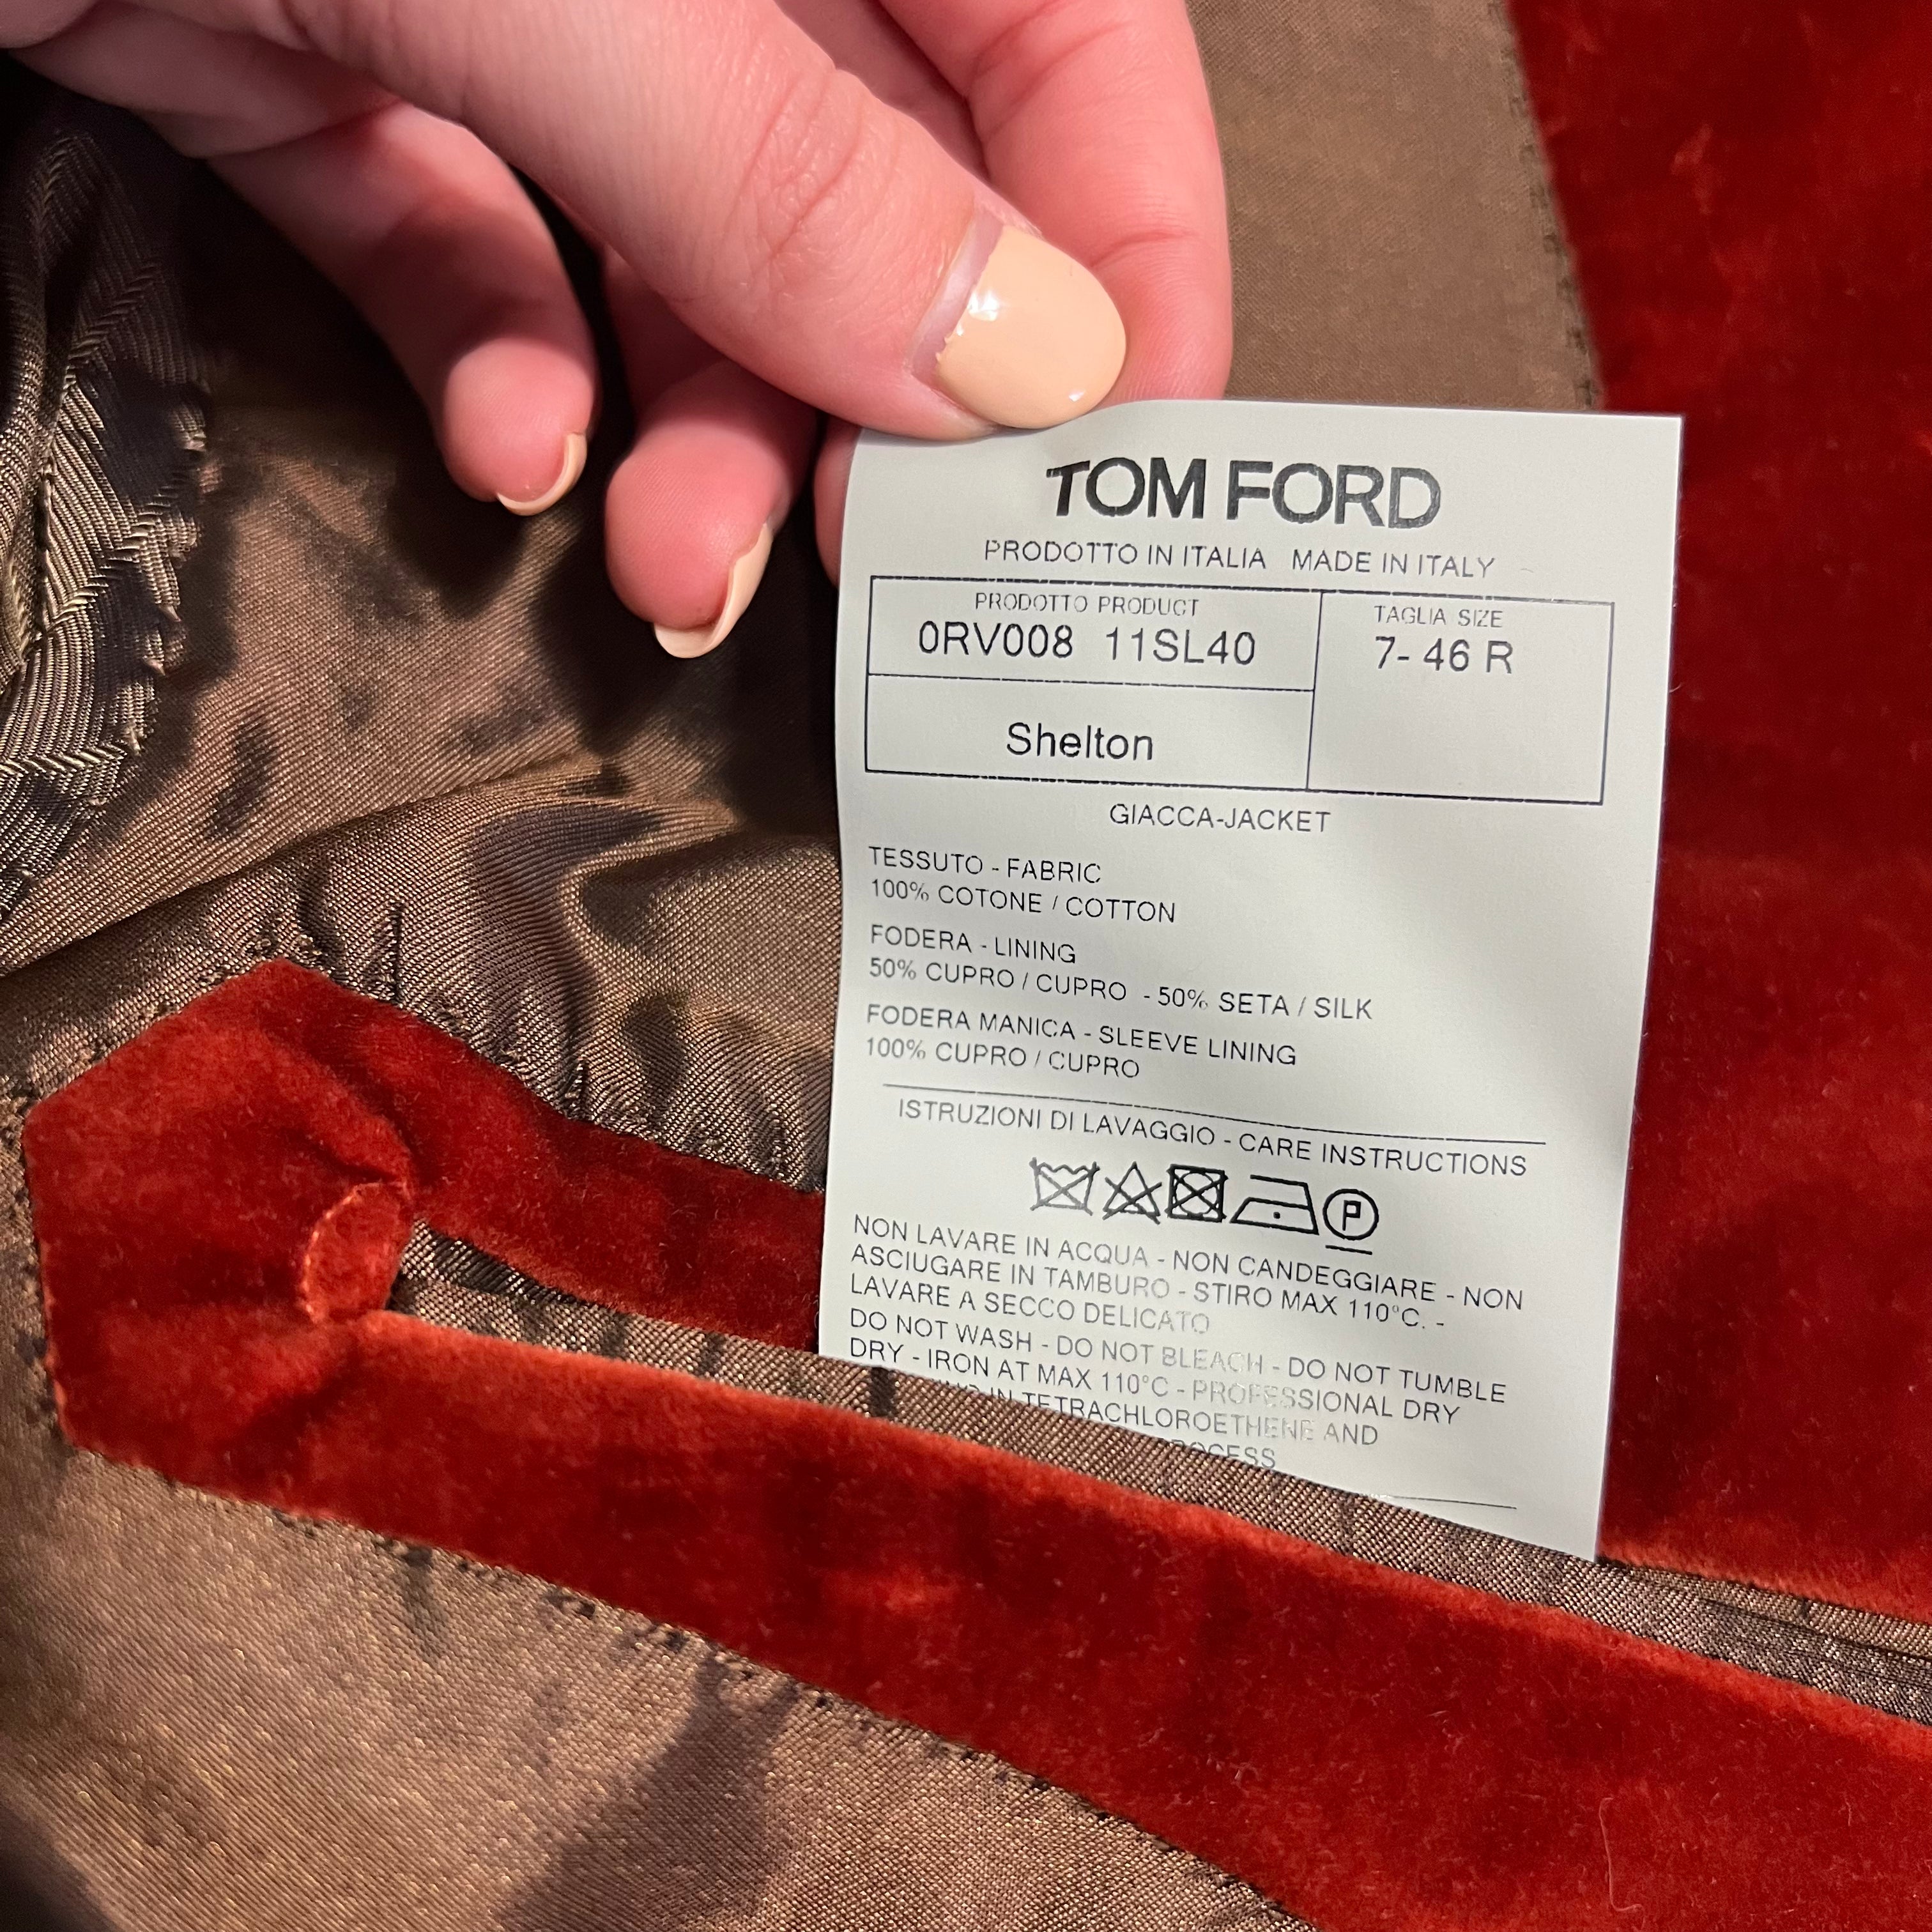 TOM FORD
PRODOTTO IN ITALIA MADE IN ITALY
PRODOTTO PRODUCT
0RV008 11SL40
TAGLIA SIZE
7- 46 R
Shelton
GIACCA-JACKET
TESSUTO - FABRIC
100% COTONE / COTTON
FODERA - LINING
50% CUPRO / CUPRO - 50% SETA / SILK
FODERA MANICA - SLEEVE LINING
100% CUPRO / CUPRO
ISTRUZIONI DI LAVAGGIO - CARE INSTRUCTIONS
P
NON LAVARE IN ACQUA - NON CANDEGGIARE - NON
ASCIUGARE IN TAMBURO - STIRO MAX 110°C. -
LAVARE A SECCO DELICATO
DO NOT WASH - DO NOT BLEACH - DO NOT TUMBLE
DRY - IRON AT MAX 110°C - PROFESSIONAL DRY
IN TETRACHLOROETHENE AND